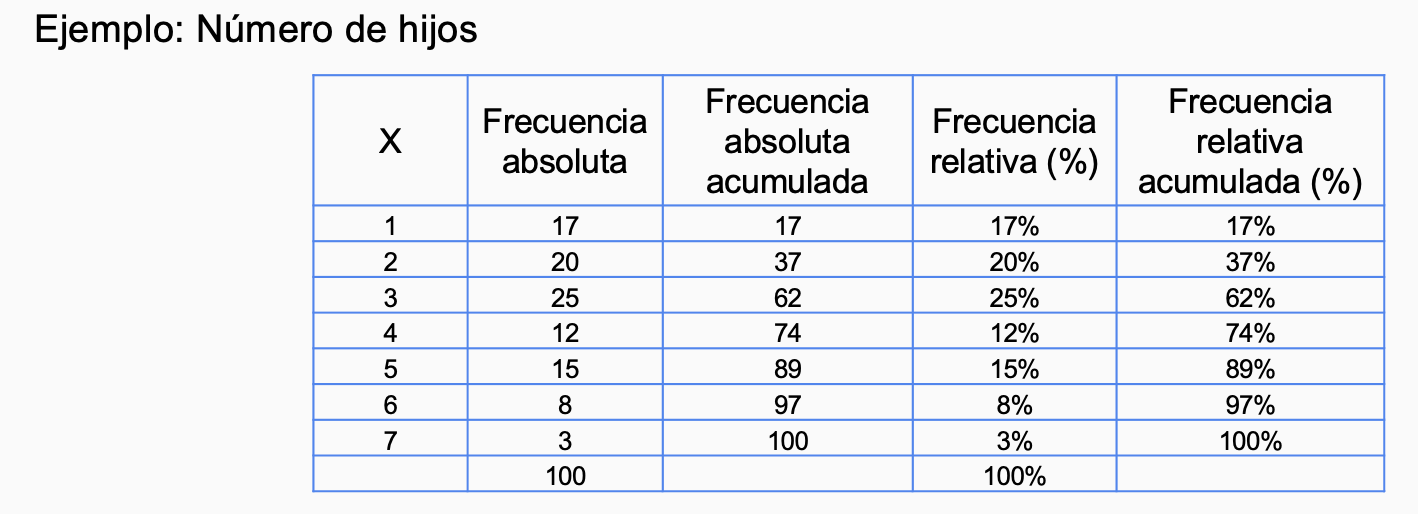 Ejemplo: Número de hijos
X
Frecuencia
absoluta
Frecuencia
absoluta
acumulada
Frecuencia
relativa (%)
Frecuencia
relativa
acumulada (%)
1 17 17 17% 17%
2 20 37 20% 37%
3 25 62 25% 62%
4 12 74 12% 74%
5 15 89 15% 89%
6 8 97 8% 97%
7 3 100 3% 100%
100 100%